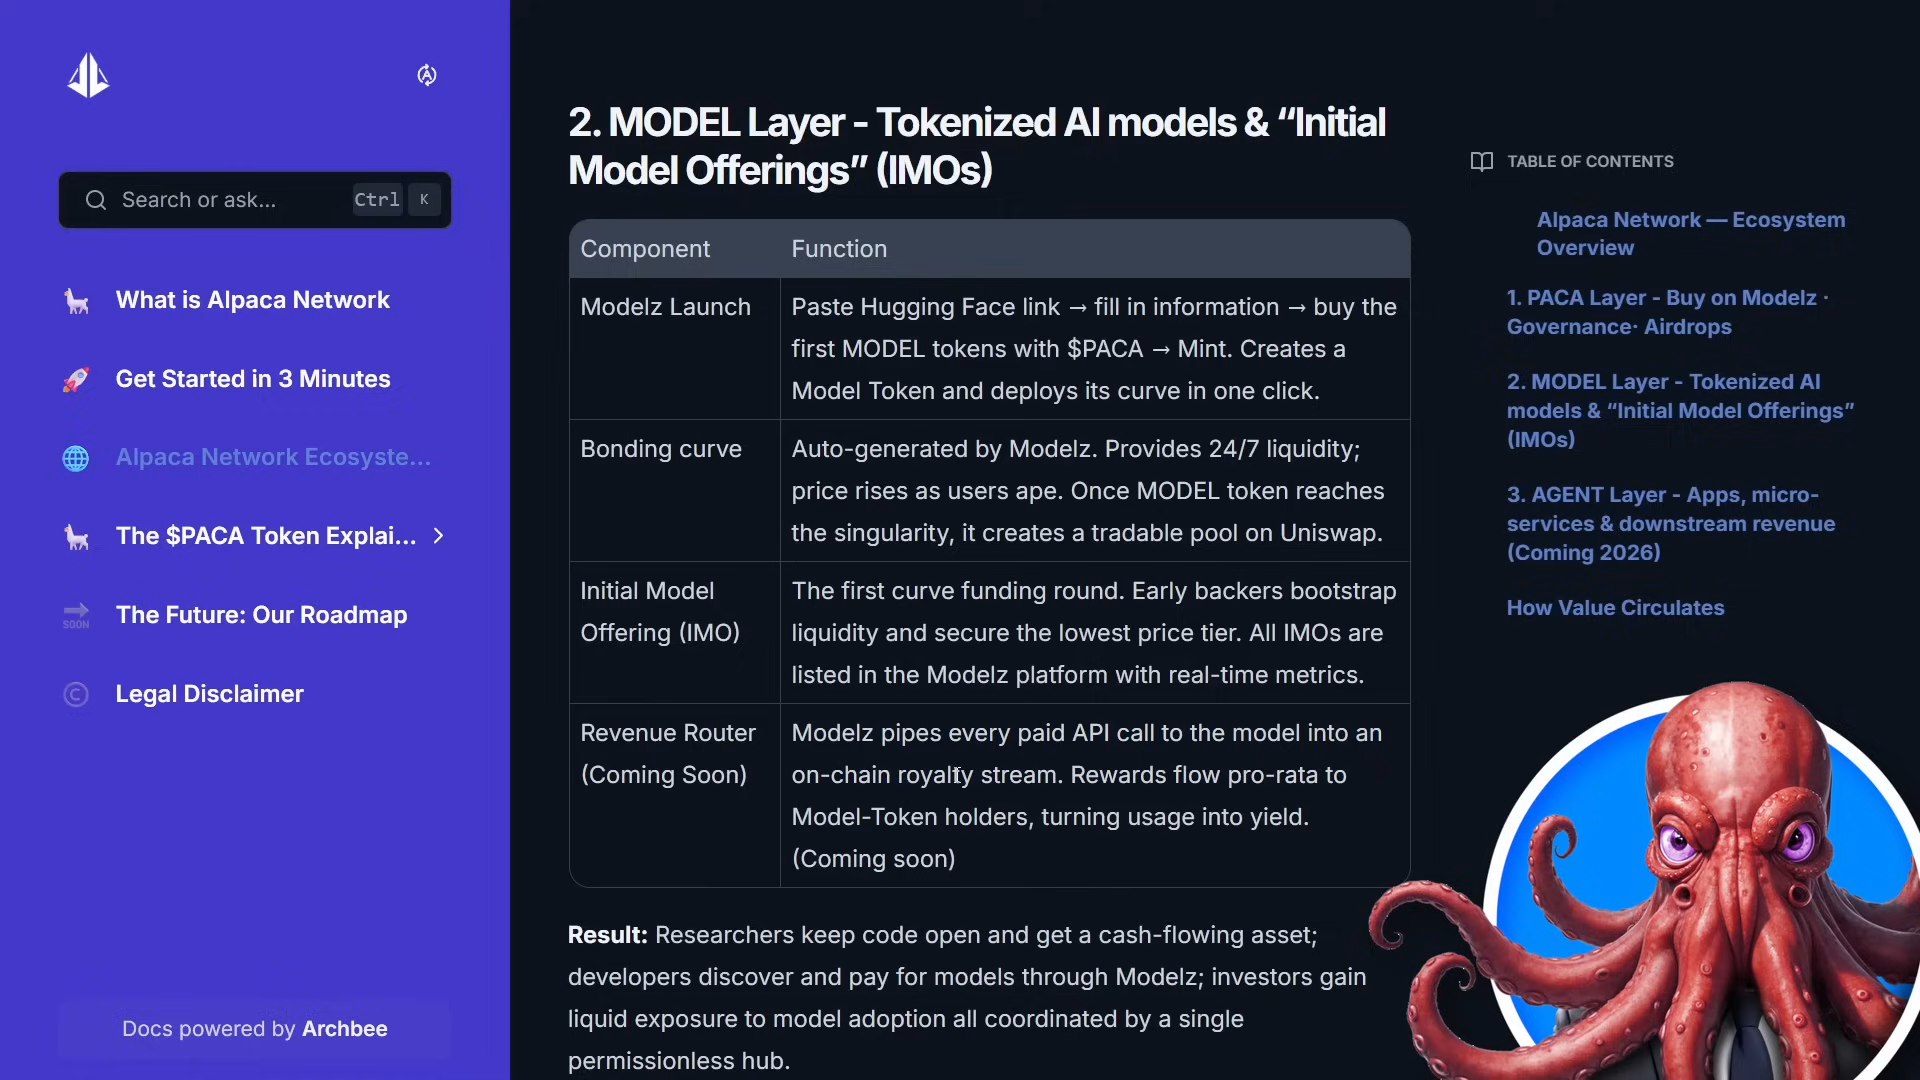 Search or ask...
Ctrl K
What is Alpaca Network
Get Started in 3 Minutes
Alpaca Network Ecosyste...
The $PACA Token Explai...
SOON
The Future: Our Roadmap
Legal Disclaimer
Docs powered by Archbee
2. MODEL Layer - Tokenized AI models & “Initial
Model Offerings” (IMOs)
Component Function
Modelz Launch
Paste Hugging Face link → fill in information → buy the
first MODEL tokens with $PACA → Mint. Creates a
Model Token and deploys its curve in one click.
Bonding curve
Auto-generated by Modelz. Provides 24/7 liquidity;
price rises as users ape. Once MODEL token reaches
the singularity, it creates a tradable pool on Uniswap.
Initial Model
Offering (IMO)
The first curve funding round. Early backers bootstrap
liquidity and secure the lowest price tier. All IMOs are
listed in the Modelz platform with real-time metrics.
Revenue Router
(Coming Soon)
Modelz pipes every paid API call to the model into an
on-chain royalty stream. Rewards flow pro-rata to
Model-Token holders, turning usage into yield.
(Coming soon)
Result: Researchers keep code open and get a cash-flowing asset;
developers discover and pay for models through Modelz; investors gain
liquid exposure to model adoption all coordinated by a single
permissionless hub.
TABLE OF CONTENTS
Alpaca Network — Ecosystem
Overview
1. PACA Layer - Buy on Modelz ·
Governance· Airdrops
2. MODEL Layer - Tokenized AI
models & “Initial Model Offerings”
(IMOs)
3. AGENT Layer - Apps, micro-
services & downstream revenue
(Coming 2026)
How Value Circulates